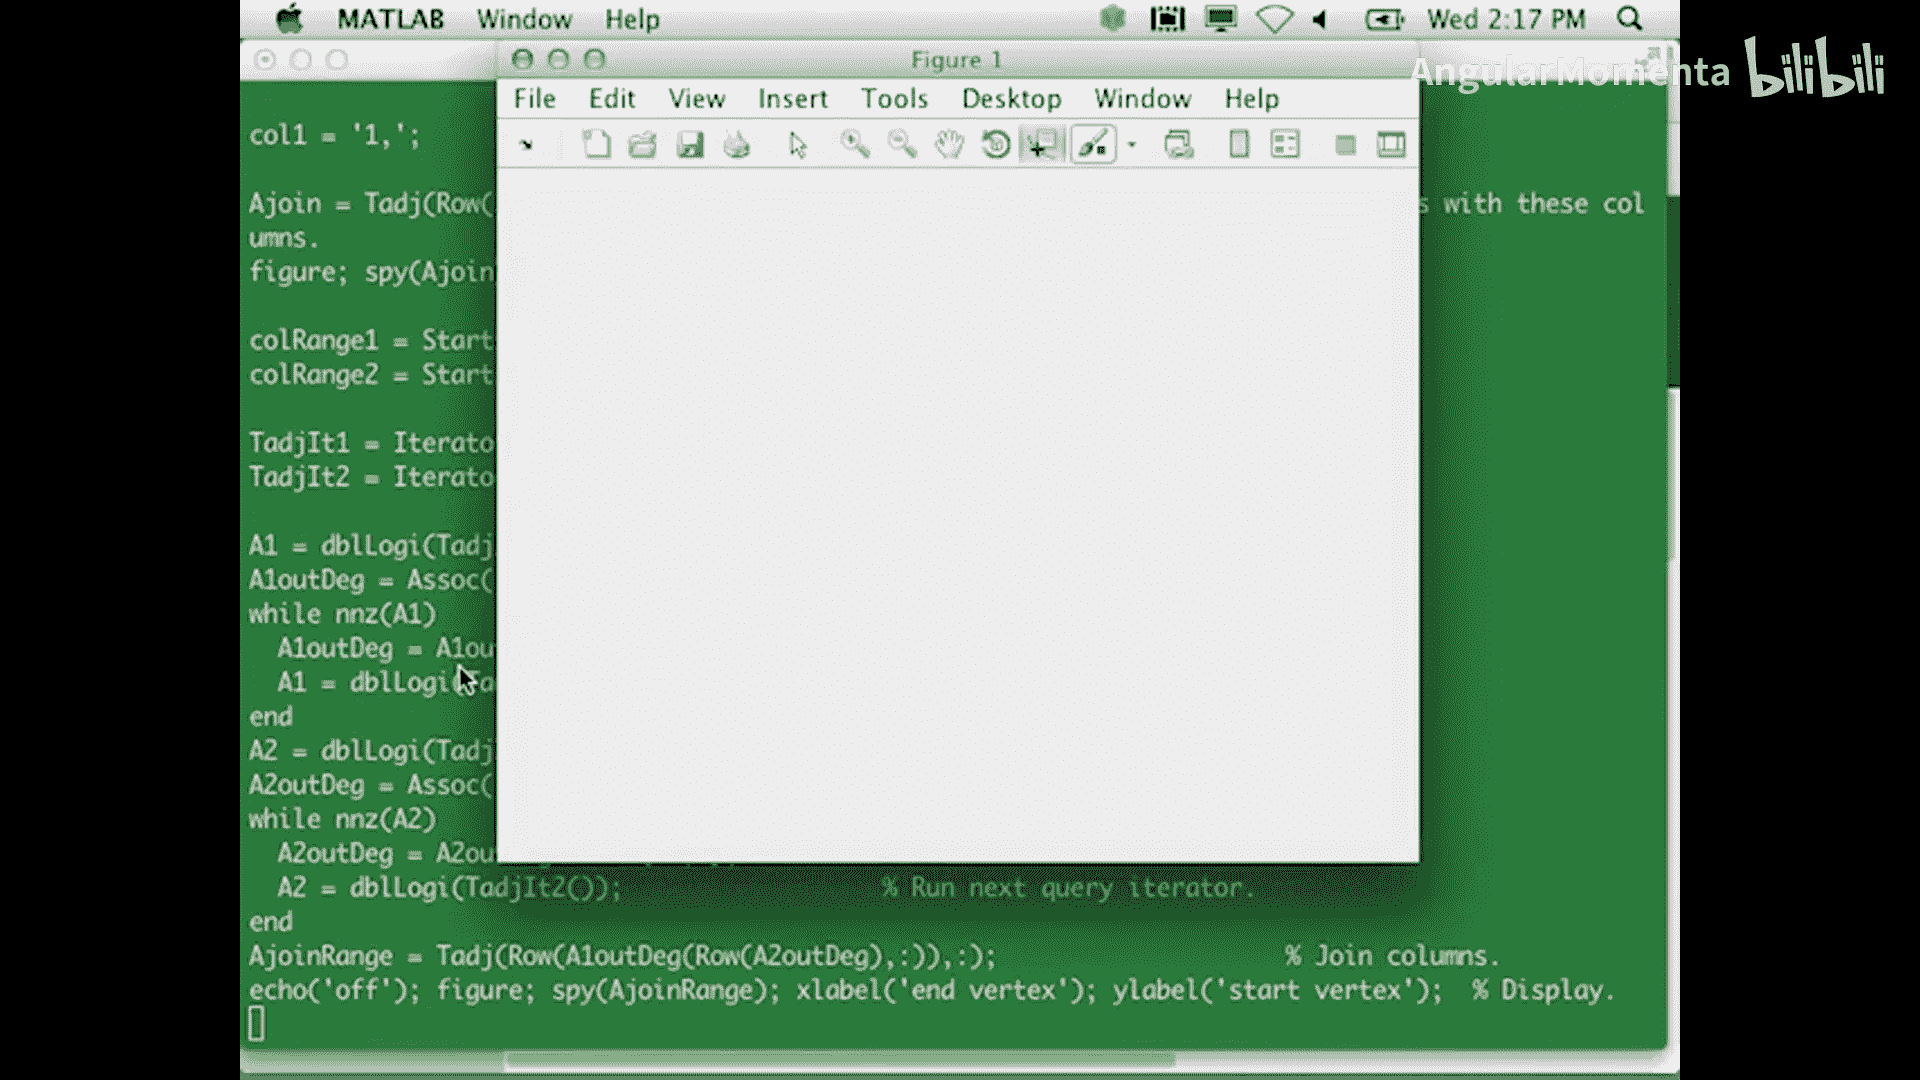 MATLAB Window Help Wed 2:17 PM
Figure 1
AngularMomenta bilibili
File Edit View Insert Tools Desktop Window Help
col1 = '1,';
Ajoin = Tadj(Row( s with these col
umns.
figure; spy(Ajoin
colRange1 = Start
colRange2 = Start
TadjIt1 = Iterato
TadjIt2 = Iterato
A1 = dblLogi(Tadj
A1outDeg = Assoc(
while nnz(A1)
A1outDeg = A1ou
A1 = dblLogi(Ta
end
A2 = dblLogi(Tadj
A2outDeg = Assoc(
while nnz(A2)
A2outDeg = A2ou
A2 = dblLogi(TadjIt2()); % Run next query iterator.
end
AjoinRange = Tadj(Row(A1outDeg(Row(A2outDeg),:)),:); % Join columns.
echo('off'); figure; spy(AjoinRange); xlabel('end vertex'); ylabel('start vertex'); % Display.